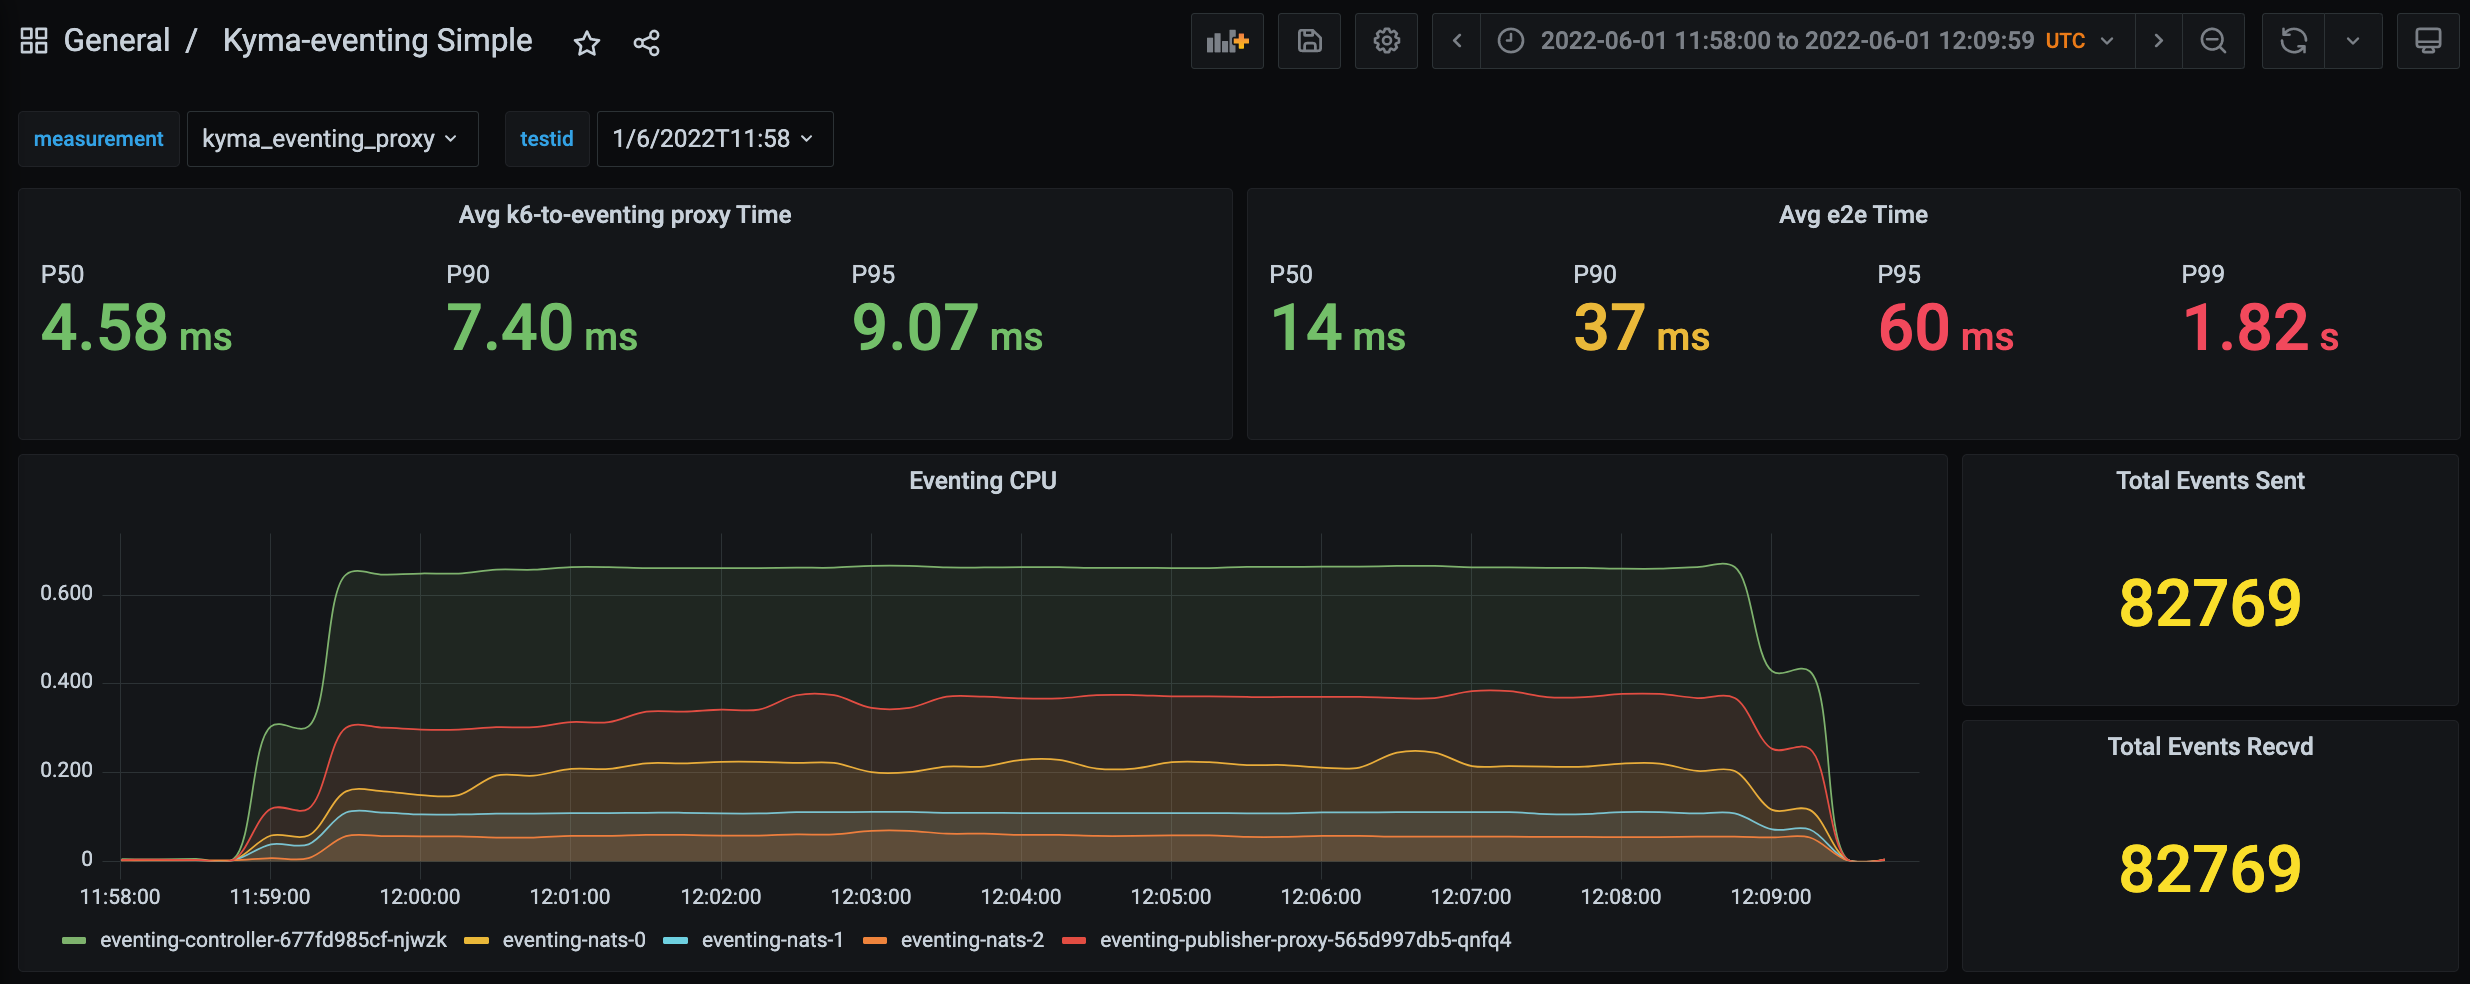 General / Kyma-eventing Simple
2022-06-01 11:58:00 to 2022-06-01 12:09:59 UTC
measurement kyma_eventing_proxy testid 1/6/2022T11:58
Avg k6-to-eventing proxy Time
P50 P90 P95
4.58 ms 7.40 ms 9.07 ms
Avg e2e Time
P50 P90 P95 P99
14 ms 37 ms 60 ms 1.82 s
Eventing CPU
0.600
0.400
0.200
0
11:58:00 11:59:00 12:00:00 12:01:00 12:02:00 12:03:00 12:04:00 12:05:00 12:06:00 12:07:00 12:08:00 12:09:00
eventing-controller-677fd985cf-njwzk eventing-nats-0 eventing-nats-1 eventing-nats-2 eventing-publisher-proxy-565d997db5-qnfq4
Total Events Sent
82769
Total Events Recvd
82769